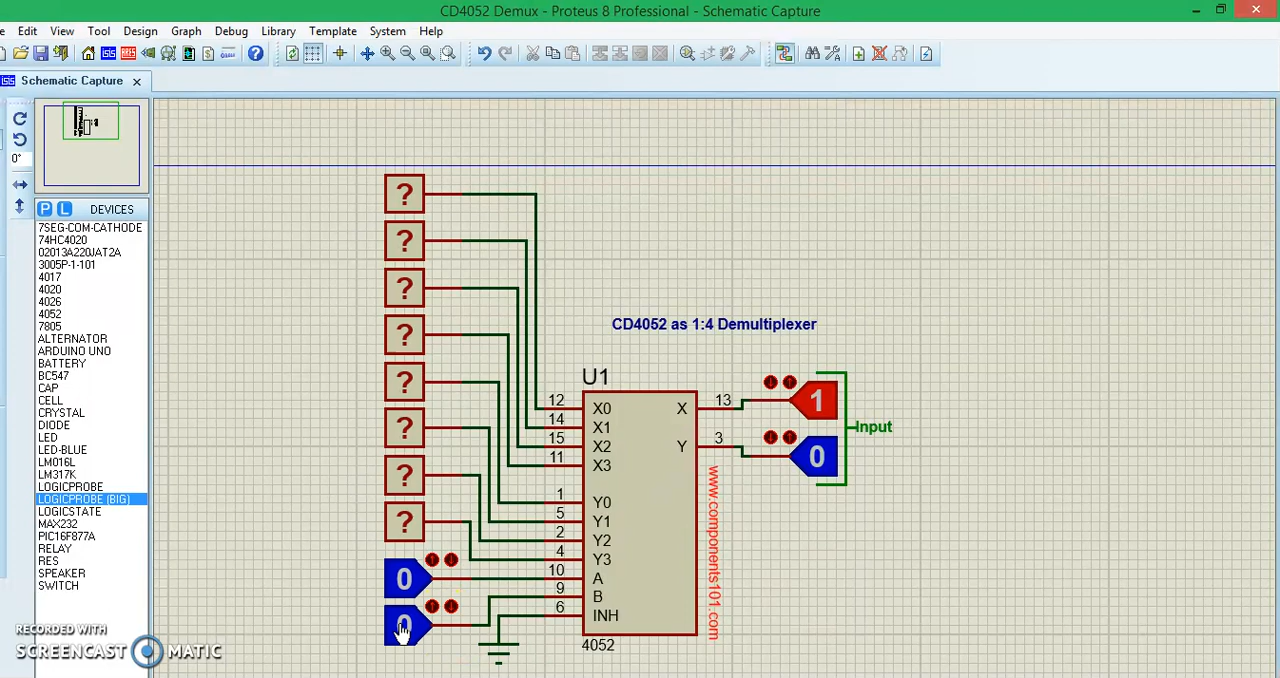 CD4052 Demux - Proteus 8 Professional - Schematic Capture
e Edit View Tool Design Graph Debug Library Template System Help
Schematic Capture
0°
P L DEVICES
7SEG-COM-CATHODE
74HC4020
02013A220JAT2A
3005P-1-101
4017
4020
4026
4052
7805
ALTERNATOR
ARDUINO UNO
BATTERY
BC547
CAP
CELL
CRYSTAL
DIODE
LED
LED-BLUE
LM016L
LM317K
LOGICPROBE
LOGICPROBE (BIG)
LOGICSTATE
MAX232
PIC16F877A
RELAY
RES
SPEAKER
SWITCH
?
?
?
?
?
?
?
?
0
0
CD4052 as 1:4 Demultiplexer
U1
12 X0
14 X1
15 X2
11 X3
1 Y0
5 Y1
2 Y2
4 Y3
10 A
9 B
6 INH
X 13
Y 3
4052
1
0
Input
www.components101.com
RECORDED WITH
SCREENCAST MATIC